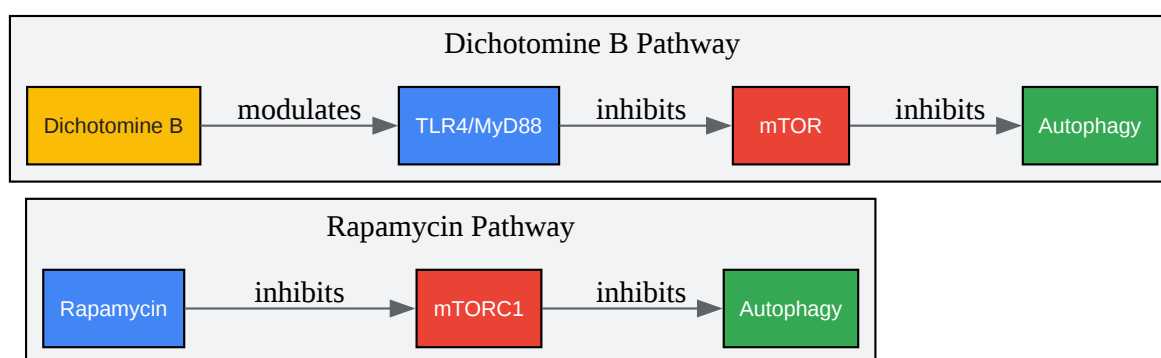 Dichotomine B Pathway
Dichotomine B modulates TLR4/MyD88 inhibits mTOR inhibits Autophagy
Rapamycin Pathway
Rapamycin inhibits mTORC1 inhibits Autophagy